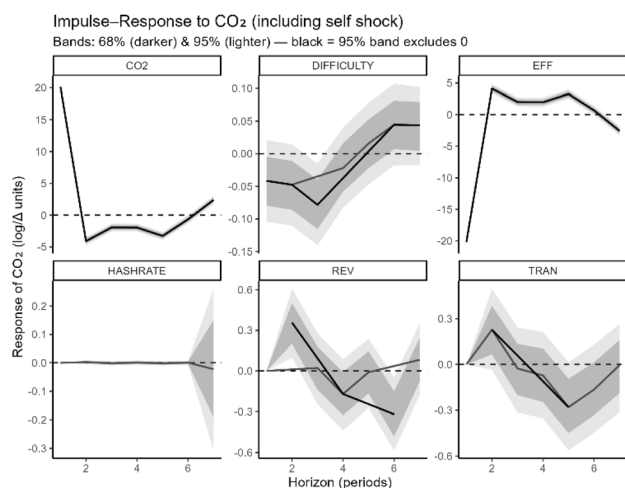 Impulse–Response to CO₂ (including self shock)
Bands: 68% (darker) & 95% (lighter) — black = 95% band excludes 0
CO2 DIFFICULTY EFF
20 0.10 5
15 0.05 0
10 0.00 -5
5 -0.05 -10
0 -0.10 -15
-5 -0.15 -20
Response of CO₂ (log/Δ units)
HASHRATE REV TRAN
0.2 0.6 0.3
0.1 0.3 0.0
0.0 0.0 -0.3
-0.1 -0.3 -0.6
-0.2 -0.6
-0.3
2 4 6 2 4 6 2 4 6
Horizon (periods)